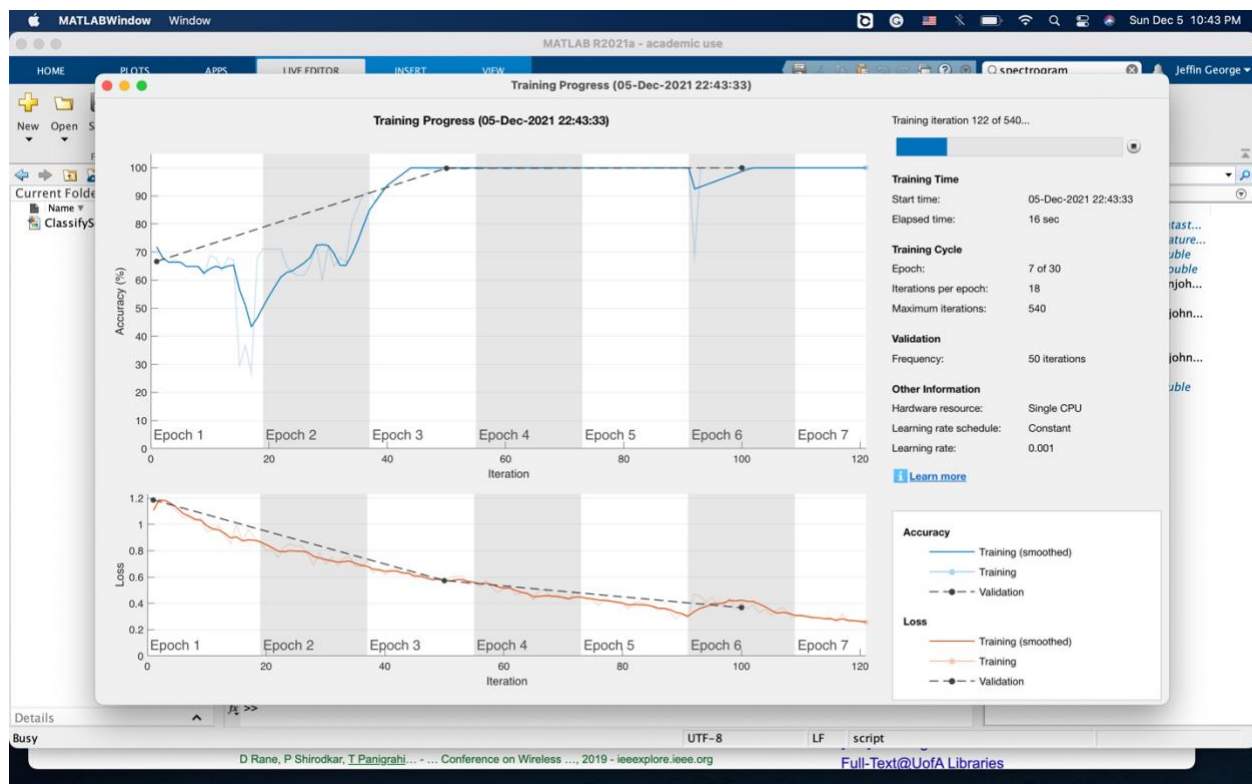 MATLABWindow Window Sun Dec 5 10:43 PM
MATLAB R2021a - academic use
HOME PLOTS APPS LIVE EDITOR INSERT VIEW spectrogram Jeffin George
Training Progress (05-Dec-2021 22:43:33)
New Open
Current Folde
Name
ClassifyS
Training Progress (05-Dec-2021 22:43:33)
100
90
80
70
60
50
40
30
20
10
0
Accuracy (%)
Epoch 1 Epoch 2 Epoch 3 Epoch 4 Epoch 5 Epoch 6 Epoch 7
0 20 40 60 80 100 120
Iteration
1.2
1
0.8
0.6
0.4
0.2
0
Loss
Epoch 1 Epoch 2 Epoch 3 Epoch 4 Epoch 5 Epoch 6 Epoch 7
0 20 40 60 80 100 120
Iteration
Training iteration 122 of 540...
Training Time
Start time: 05-Dec-2021 22:43:33
Elapsed time: 16 sec
Training Cycle
Epoch: 7 of 30
Iterations per epoch: 18
Maximum iterations: 540
Validation
Frequency: 50 iterations
Other Information
Hardware resource: Single CPU
Learning rate schedule: Constant
Learning rate: 0.001
i Learn more
Accuracy
Training (smoothed)
Training
Validation
Loss
Training (smoothed)
Training
Validation
tast...
ature...
uble
ouble
njoh...
john...
john...
uble
Details
fx >>
Busy UTF-8 LF script
D Rane, P Shirodkar, T Panigrahi... - ... Conference on Wireless ..., 2019 - ieeexplore.ieee.org
Full-Text@UofA Libraries